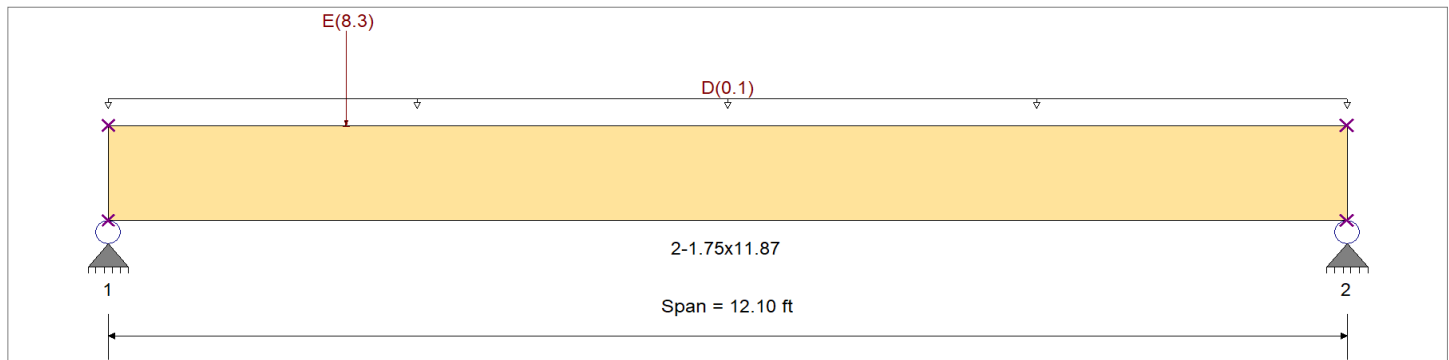 E(8.3)
D(0.1)
2-1.75x11.87
1
2
Span = 12.10 ft